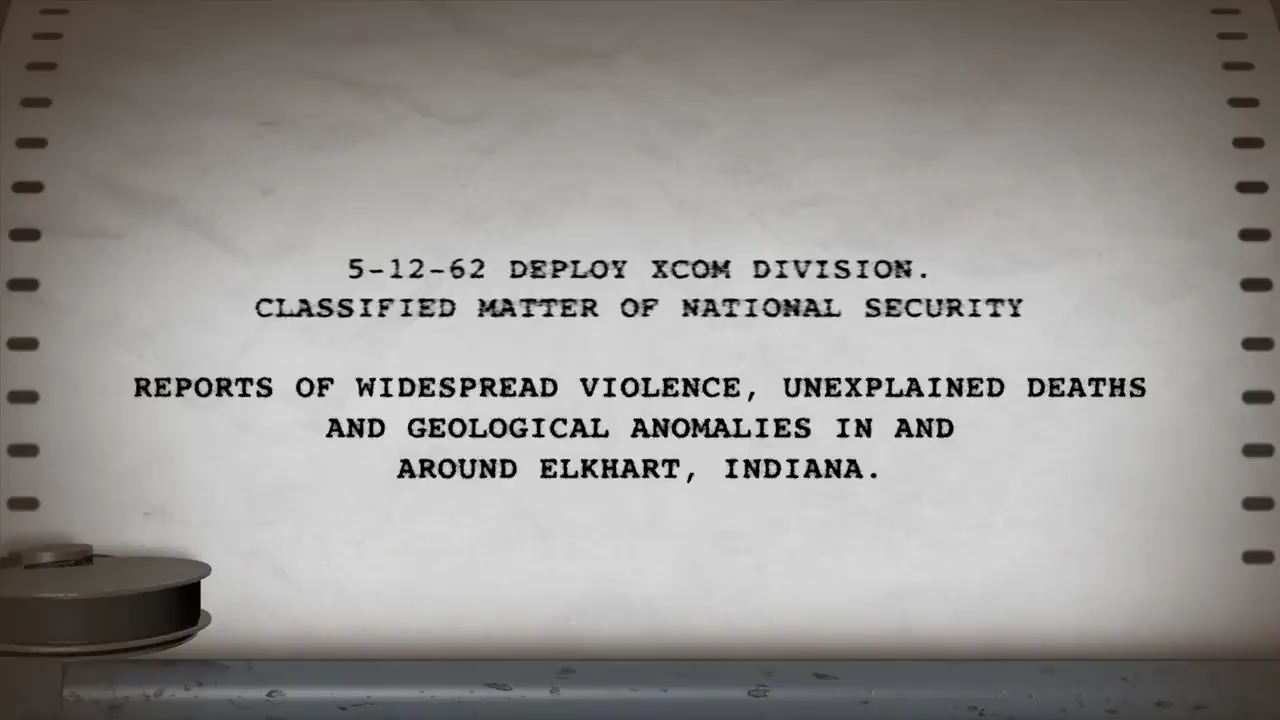 5-12-62 DEPLOY XCOM DIVISION.
CLASSIFIED MATTER OF NATIONAL SECURITY
REPORTS OF WIDESPREAD VIOLENCE, UNEXPLAINED DEATHS
AND GEOLOGICAL ANOMALIES IN AND
AROUND ELKHART, INDIANA.